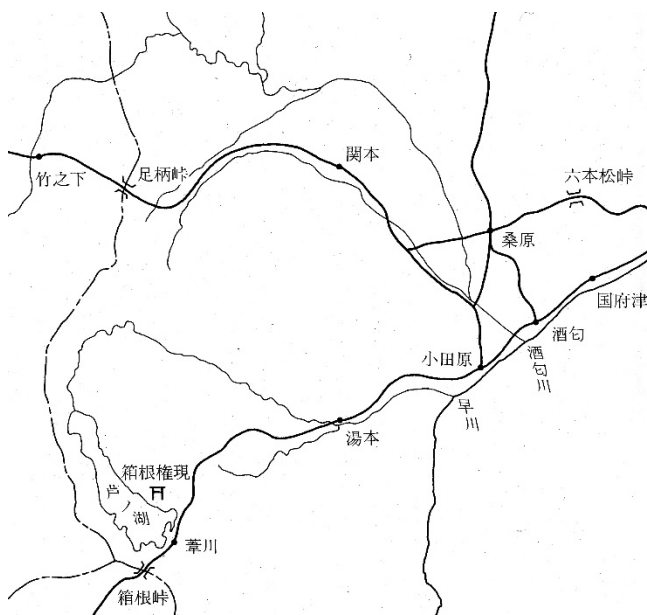 関本
足柄峠
竹之下
六本松峠
桑原
国府津
酒匂
小田原
酒匂川
早川
湯本
箱根権現
芦ノ湖
葦川
箱根峠